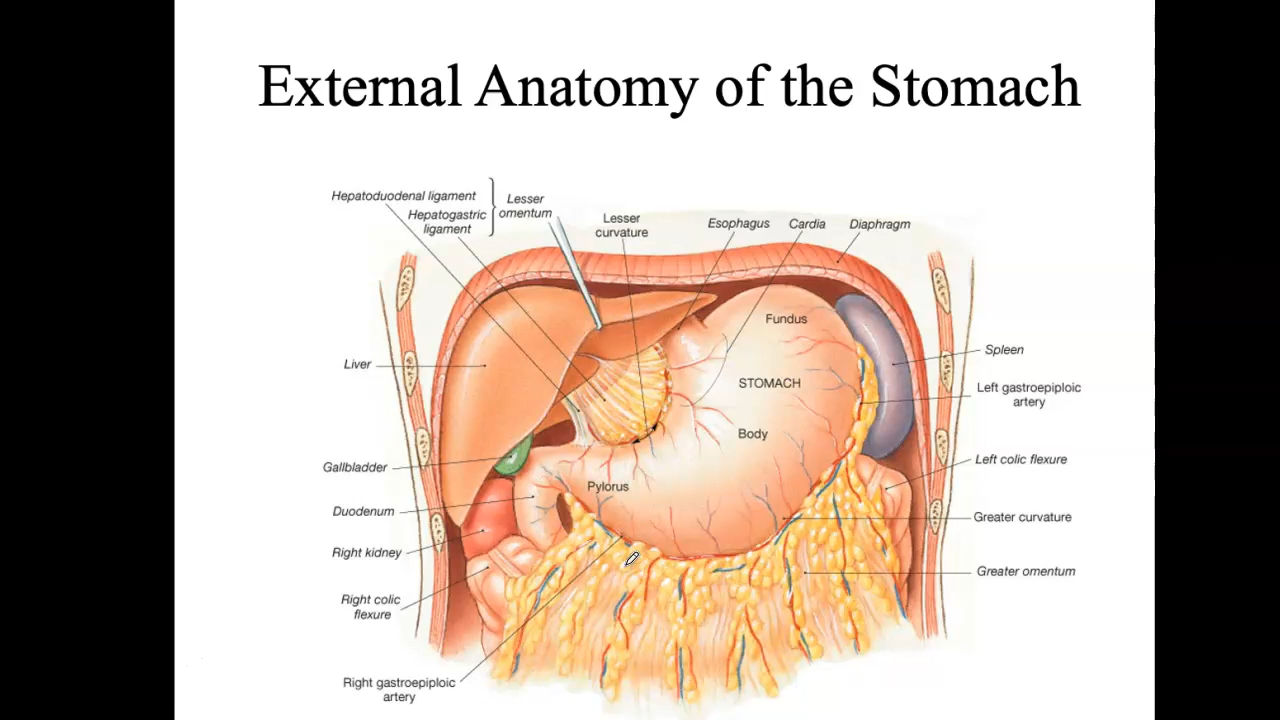 External Anatomy of the Stomach
Hepatoduodenal ligament
Hepatogastric
ligament
Lesser
omentum
Lesser
curvature
Esophagus
Cardia
Diaphragm
Fundus
Liver
Spleen
STOMACH
Left gastroepiploic
artery
Body
Gallbladder
Left colic flexure
Pylorus
Duodenum
Greater curvature
Right kidney
Greater omentum
Right colic
flexure
Right gastroepiploic
artery